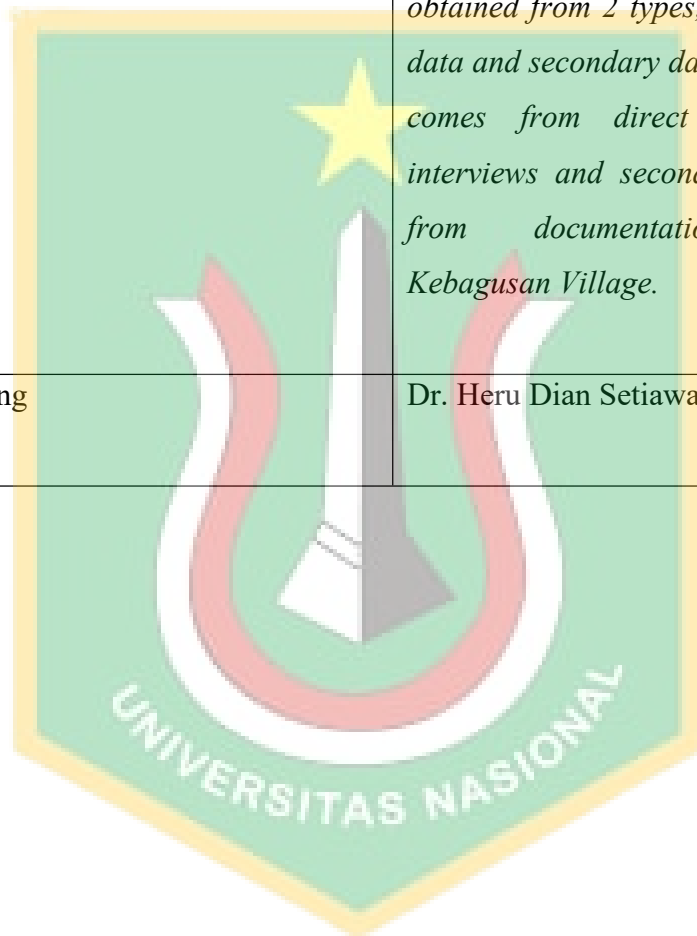 obtained from 2 types,
data and secondary da
comes from direct
interviews and second
from documentatio
Kebagusan Village.
ng
Dr. Heru Dian Setiawa
UNIVERSITAS NASIONAL